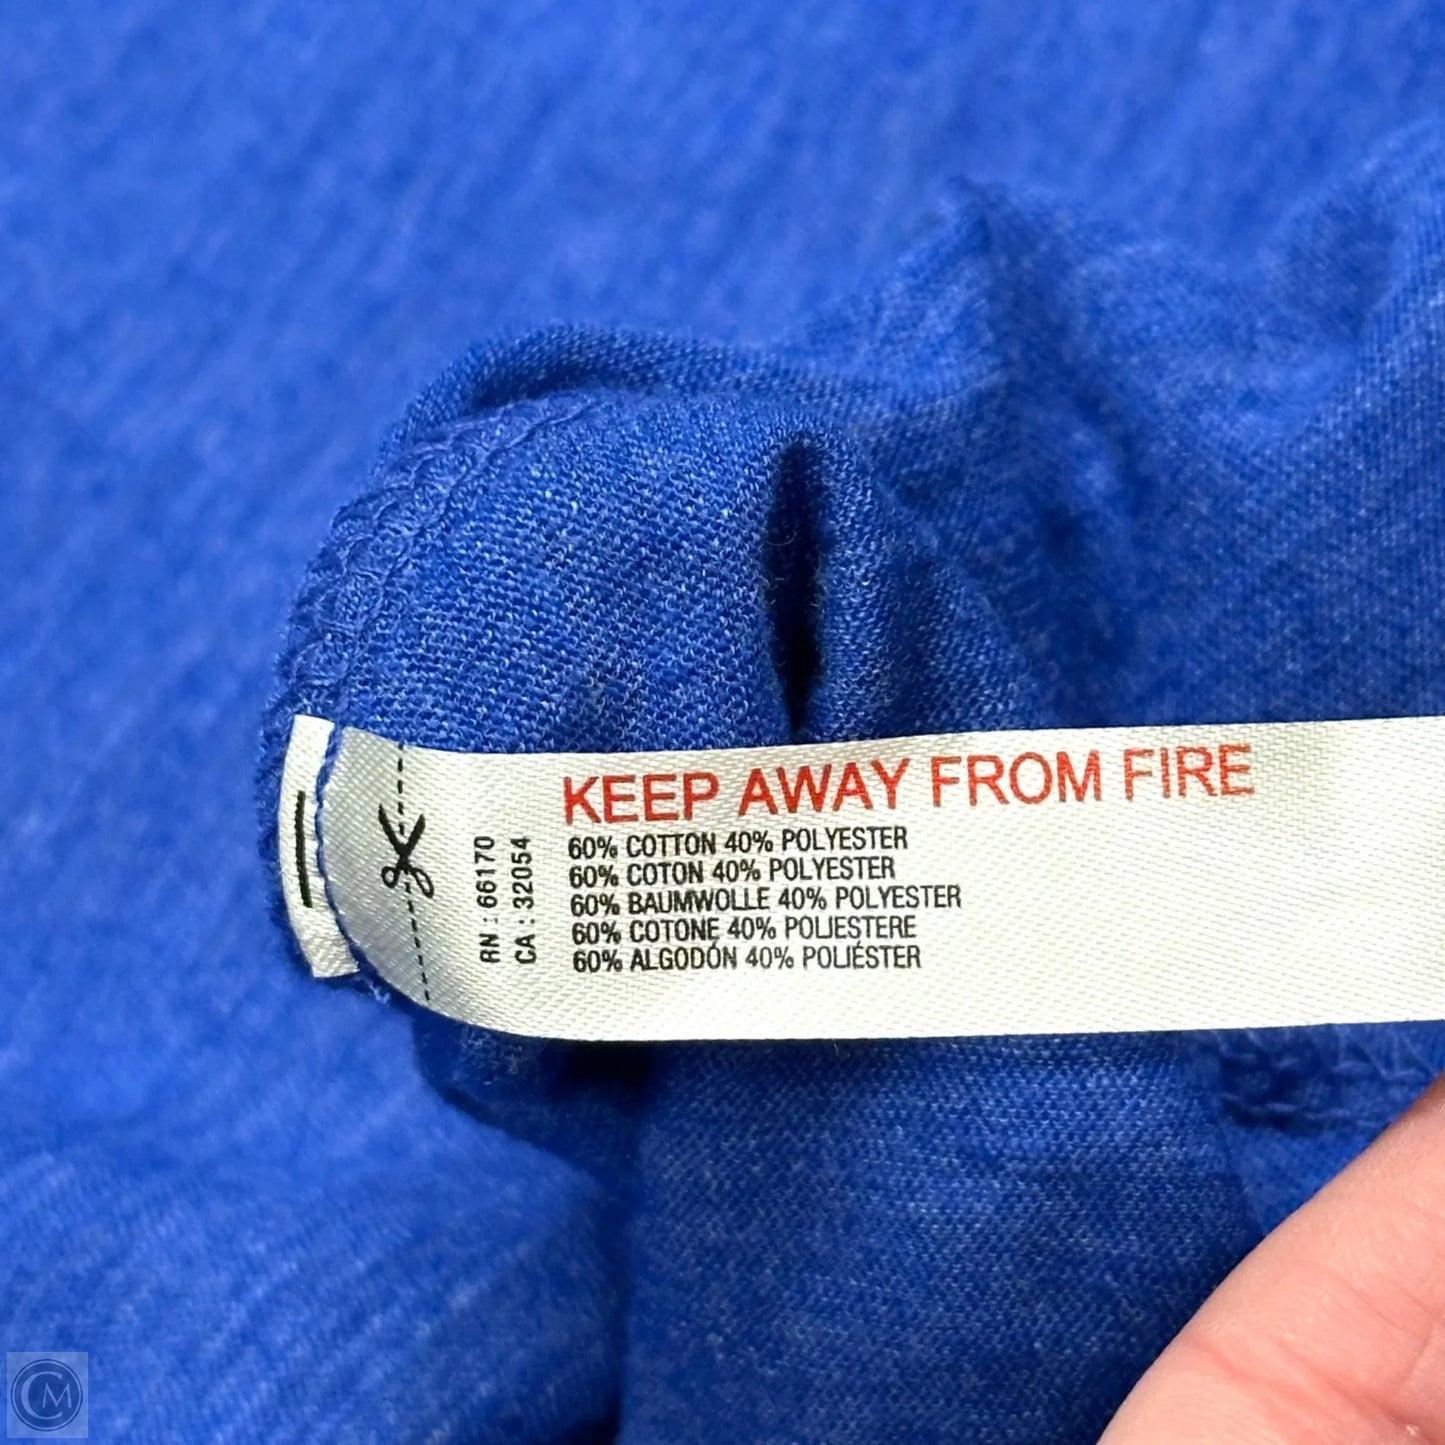 KEEP AWAY FROM FIRE
60% COTTON 40% POLYESTER
60% COTON 40% POLYESTER
60% BAUMWOLLE 40% POLYESTER
60% COTONE 40% POLIESTERE
60% ALGODÓN 40% POLIÉSTER
RN : 66170
CA : 32054
CM